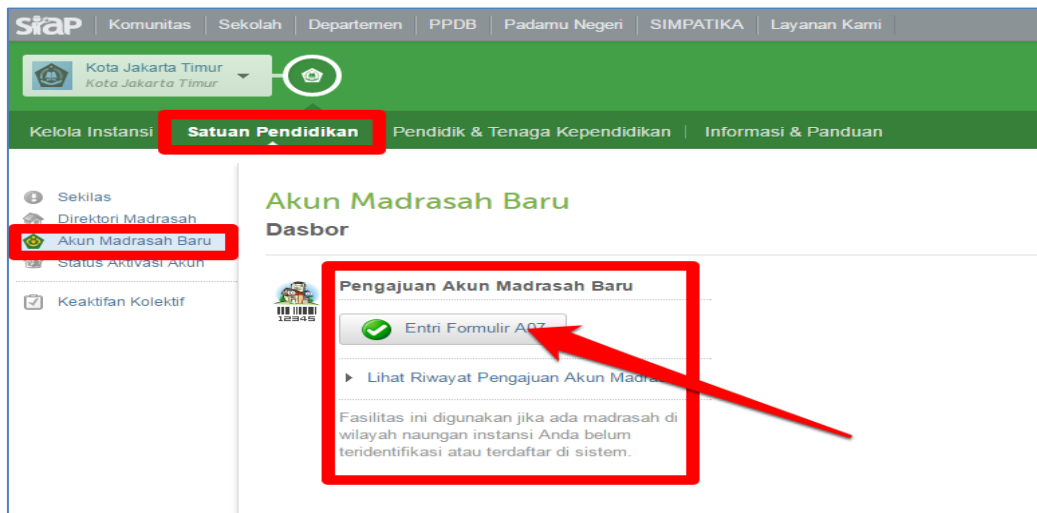 siap Komunitas Sekolah Departemen PPDB Padamu Negeri SIMPATIKA Layanan Kami
Kota Jakarta Timur
Kota Jakarta Timur
Kelola Instansi Satuan Pendidikan Pendidik & Tenaga Kependidikan Informasi & Panduan
Sekilas
Direktori Madrasah
Akun Madrasah Baru
Status Aktivasi Akun
Keaktifan Kolektif
Akun Madrasah Baru
Dasbor
12345
Pengajuan Akun Madrasah Baru
Entri Formulir A07
Lihat Riwayat Pengajuan Akun
Fasilitas ini digunakan jika ada madrasah di
wilayah naungan instansi Anda belum
teridentifikasi atau terdaftar di sistem.